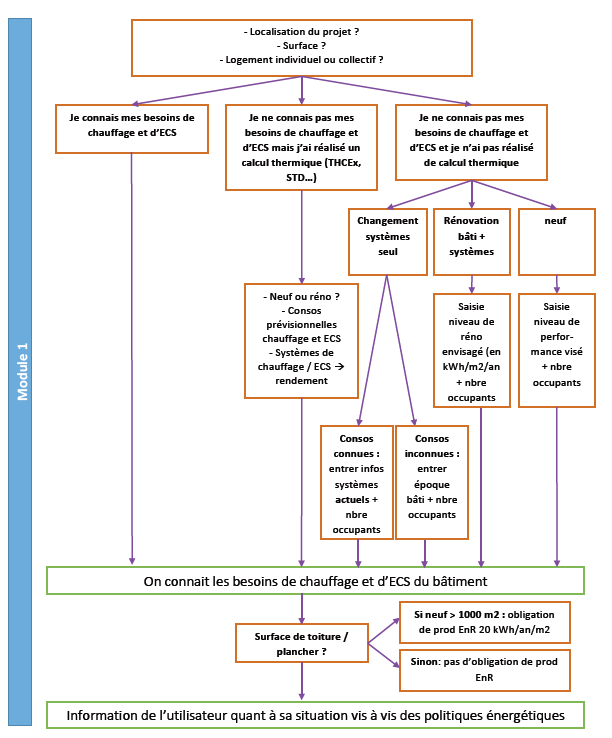 Module 1
- Localisation du projet ?
- Surface ?
- Logement individuel ou collectif ?
Je connais mes besoins de
chauffage et d'ECS
Je ne connais pas mes
besoins de chauffage et
d'ECS mais j'ai réalisé un
calcul thermique (THCEx,
STD...)
Je ne connais pas mes
besoins de chauffage et
d'ECS et je n'ai pas réalisé
de calcul thermique
Changement
systèmes
seul
Rénovation
bâti +
systèmes
neuf
- Neuf ou réno ?
- Consos
prévisionnelles
chauffage et ECS
- Systèmes de
chauffage / ECS →
rendement
Saisie
niveau de
réno
envisagé (en
kWh/m2/an
+ nbre
occupants
Saisie
niveau de
perfor-
mance visé
+ nbre
occupants
Consos
connues :
entrer infos
systèmes
actuels +
nbre
occupants
Consos
inconnues :
entrer
époque
bâti + nbre
occupants
On connait les besoins de chauffage et d'ECS du bâtiment
Surface de toiture /
plancher ?
Si neuf > 1000 m2 : obligation
de prod EnR 20 kWh/an/m2
Sinon: pas d'obligation de prod
EnR
Information de l'utilisateur quant à sa situation vis à vis des politiques énergétiques